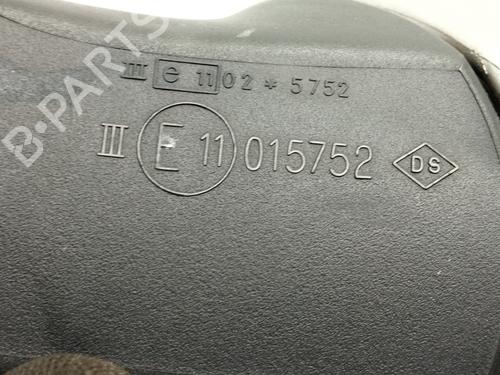 III e 11 02 * 5752
III E 11 015752 DS
B-PARTS